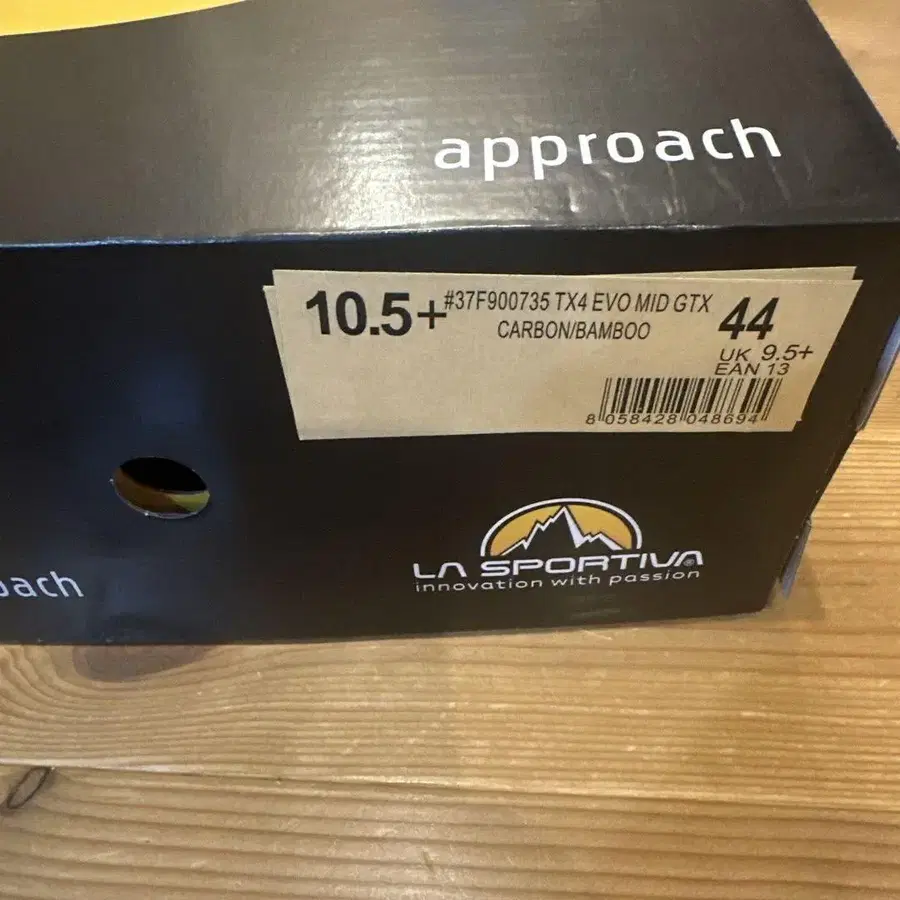 approach
10.5+ #37F900735 TX4 EVO MID GTX 44
CARBON/BAMBOO
UK 9.5+
EAN 13
8 058428 048694
LA SPORTIVA®
innovation with passion
oach